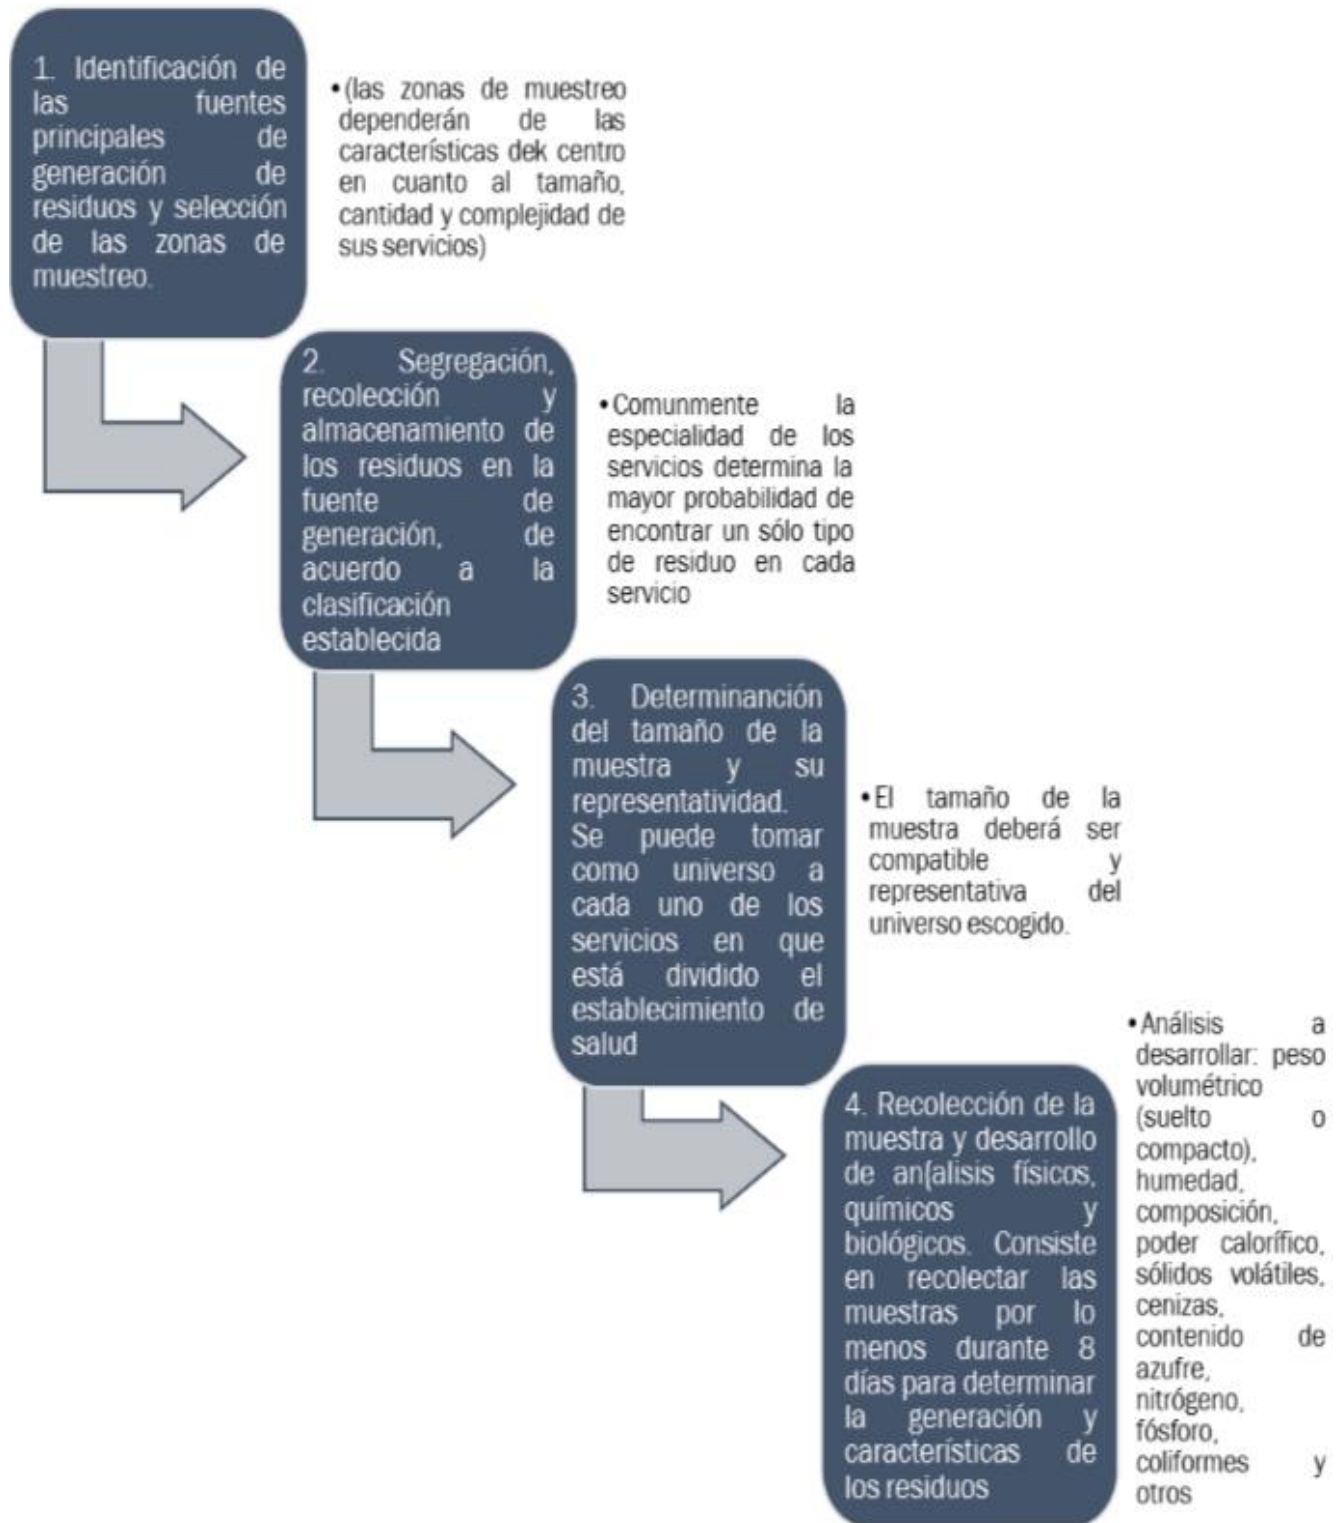 1. Identificación de
las fuentes
principales de
generación de
residuos y selección
de las zonas de
muestreo.
•(las zonas de muestreo
dependerán de las
características dek centro
en cuanto al tamaño,
cantidad y complejidad de
sus servicios)
2. Segregación,
recolección y
almacenamiento de
los residuos en la
fuente de
generación, de
acuerdo a la
clasificación
establecida
•Comunmente la
especialidad de los
servicios determina la
mayor probabilidad de
encontrar un sólo tipo
de residuo en cada
servicio
3. Determinanción
del tamaño de la
muestra y su
representatividad.
Se puede tomar
como universo a
cada uno de los
servicios en que
está dividido el
establecimiento de
salud
•El tamaño de la
muestra deberá ser
compatible y
representativa del
universo escogido.
4. Recolección de la
muestra y desarrollo
de an{alisis físicos,
químicos y
biológicos. Consiste
en recolectar las
muestras por lo
menos durante 8
días para determinar
la generación y
características de
los residuos
•Análisis a
desarrollar: peso
volumétrico
(suelto o
compacto),
humedad,
composición,
poder calorífico,
sólidos volátiles,
cenizas,
contenido de
azufre,
nitrógeno,
fósforo,
coliformes y
otros